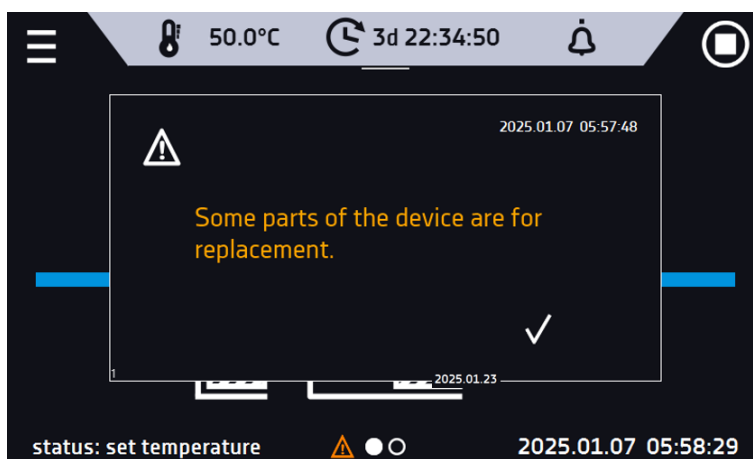 50.0°C 3d 22:34:50
2025.01.07 05:57:48
Some parts of the device are for
replacement.
1
2025.01.23
status: set temperature 2025.01.07 05:58:29